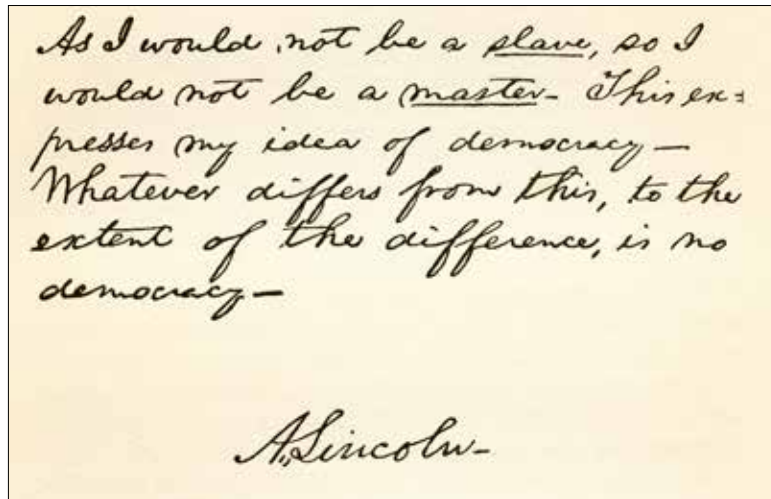 As I would not be a slave, so I
would not be a master. This ex=
presses my idea of democracy—
Whatever differs from this, to the
extent of the difference, is no
democracy—
A. Lincoln—